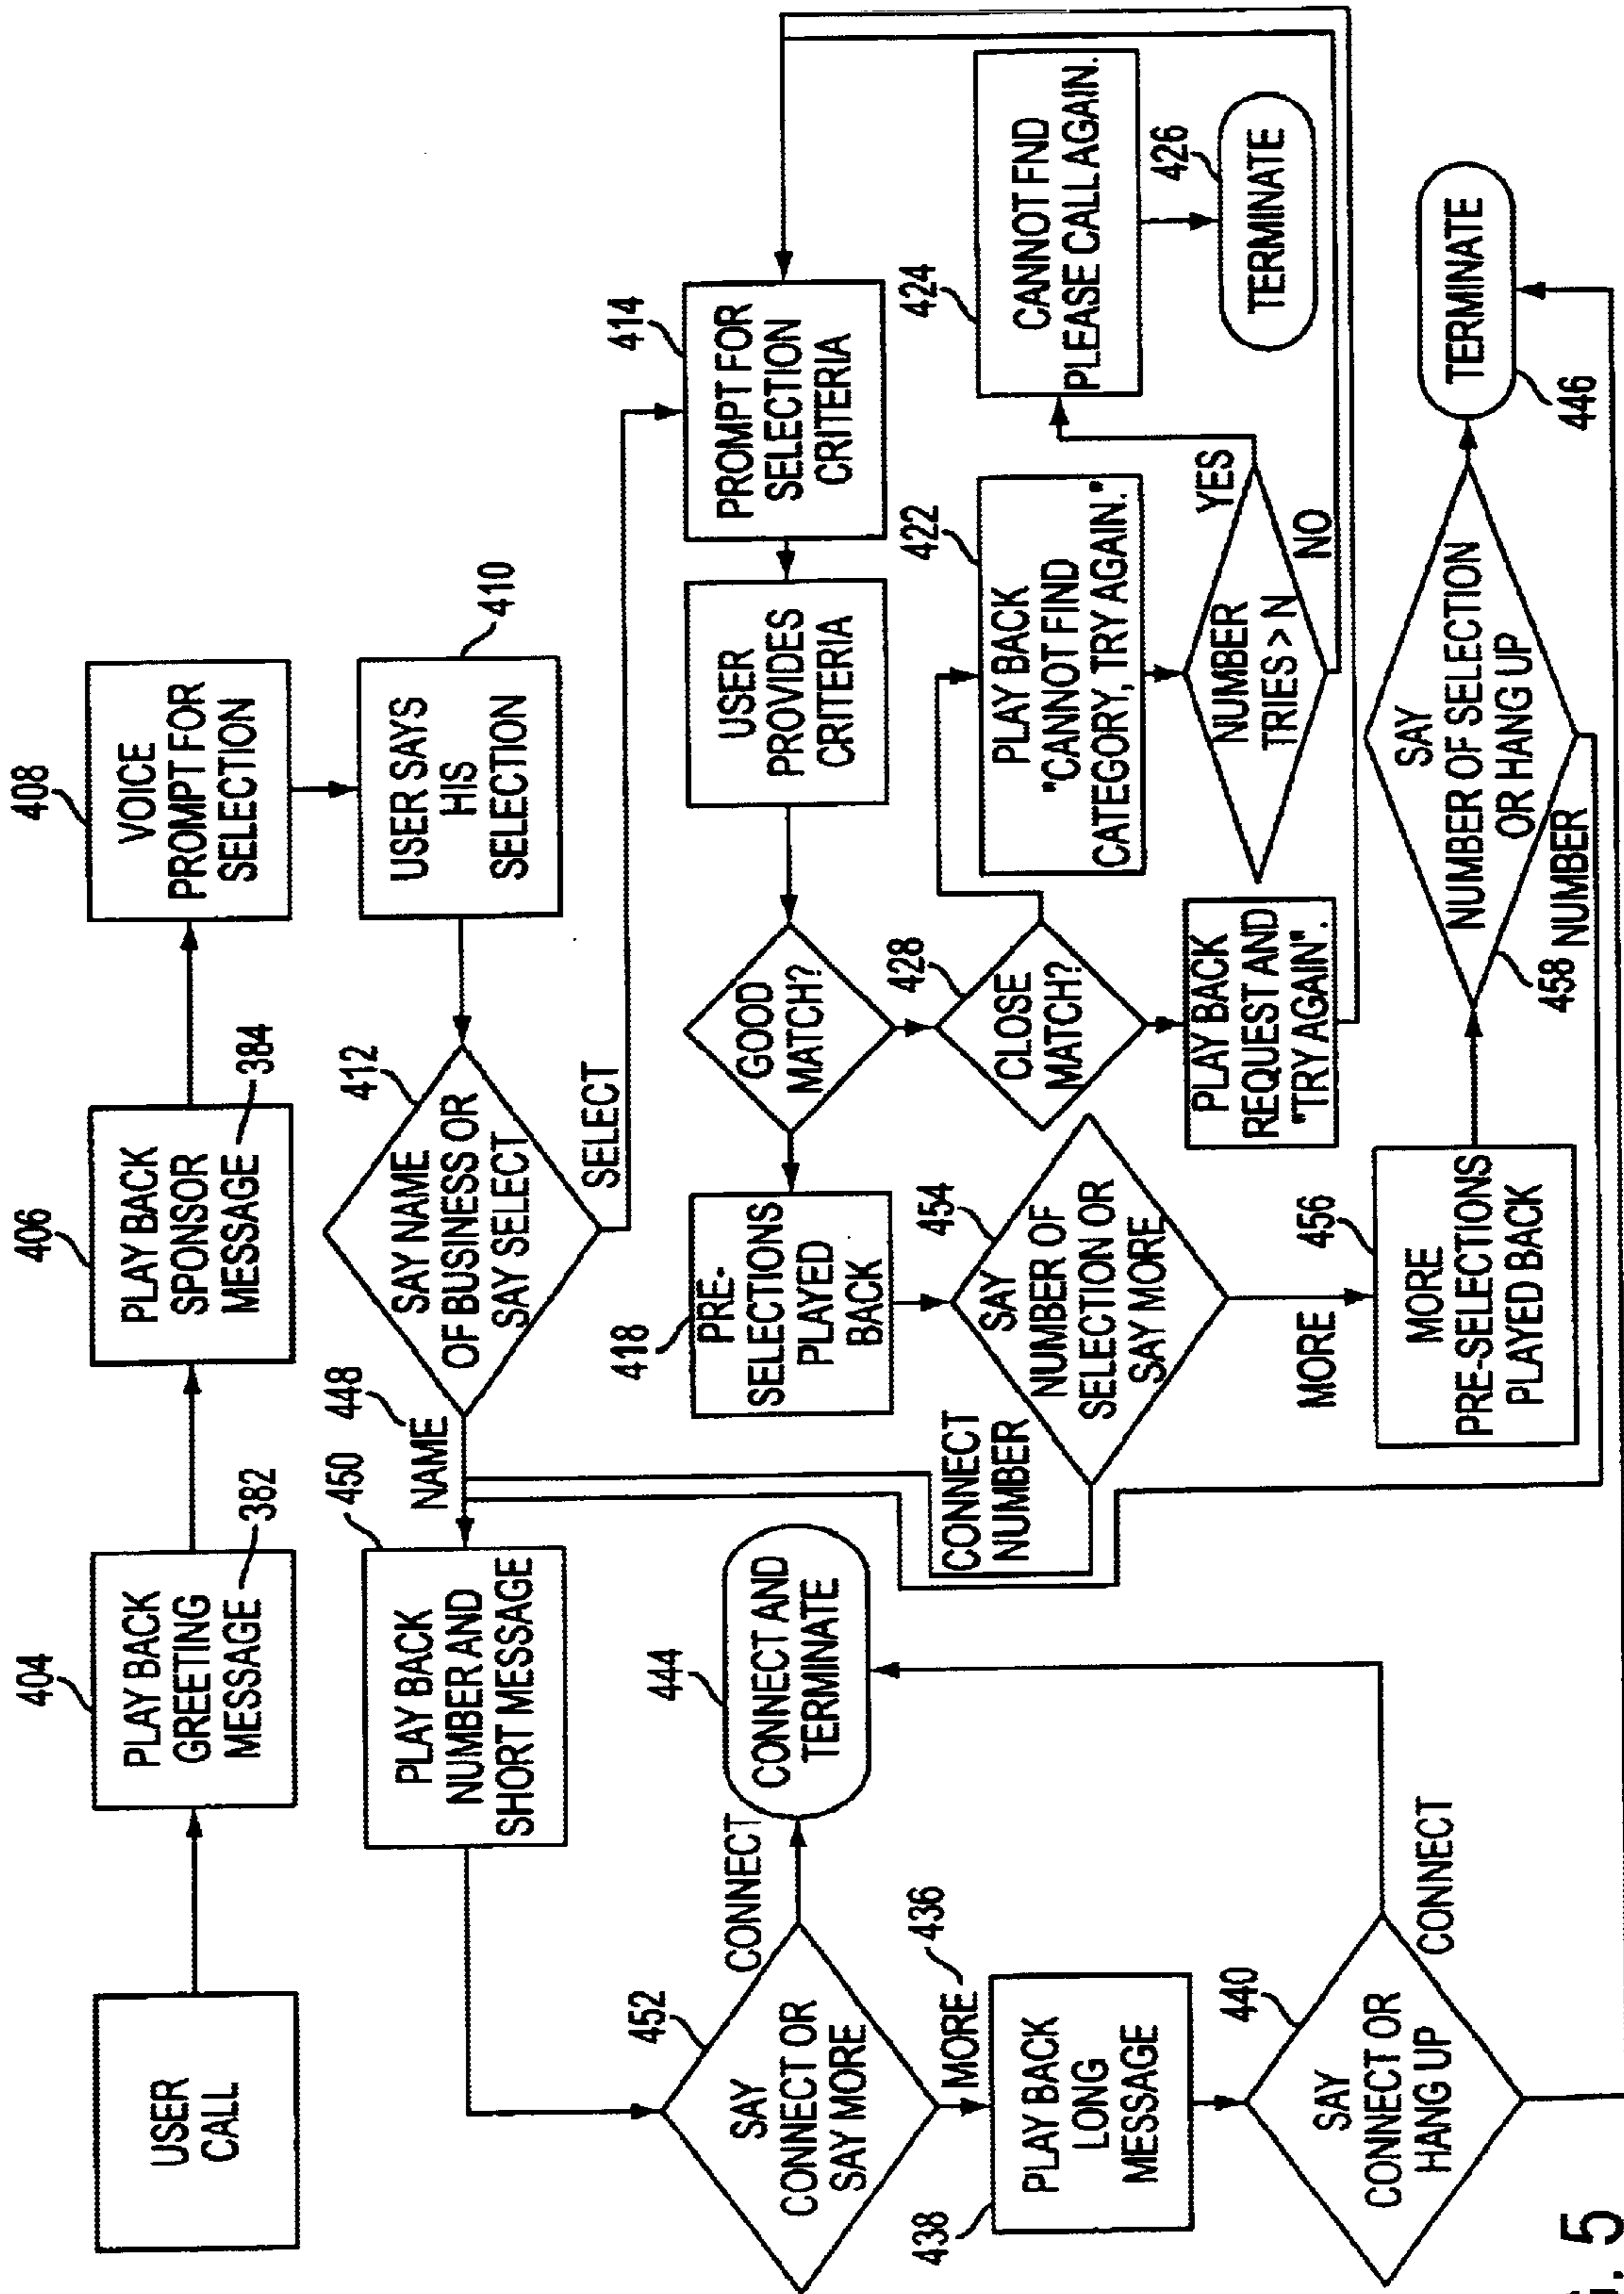 USER
CALL
404
PLAY BACK
GREETING
MESSAGE
382
406
PLAY BACK
SPONSOR
MESSAGE
384
408
VOICE
PROMPT FOR
SELECTION
410
USER SAYS
HIS
SELECTION
412
SAY NAME
OF BUSINESS OR
SAY SELECT
SELECT
448
NAME
450
PLAY BACK
NUMBER AND
SHORT MESSAGE
414
PROMPT FOR
SELECTION
CRITERIA
USER
PROVIDES
CRITERIA
GOOD
MATCH?
428
CLOSE
MATCH?
422
PLAY BACK
"CANNOT FIND
CATEGORY, TRY AGAIN."
NUMBER
TRIES > N
YES
NO
424
CANNOT FND
PLEASE CALL AGAIN.
426
TERMINATE
PLAY BACK
REQUEST AND
"TRY AGAIN".
418
PRE-
SELECTIONS
PLAYED
BACK
454
SAY
NUMBER OF
SELECTION OR
SAY MORE
CONNECT
NUMBER
MORE
456
MORE
PRE-SELECTIONS
PLAYED BACK
458
SAY
NUMBER OF SELECTION
OR HANG UP
NUMBER
TERMINATE
446
452
SAY
CONNECT OR
SAY MORE
CONNECT
444
CONNECT AND
TERMINATE
MORE
436
438
PLAY BACK
LONG
MESSAGE
440
SAY
CONNECT OR
HANG UP
CONNECT
5